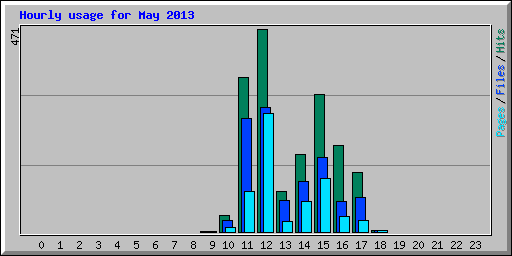 Hourly usage for May 2013
471
Pages / Files / Hits
0 1 2 3 4 5 6 7 8 9 10 11 12 13 14 15 16 17 18 19 20 21 22 23